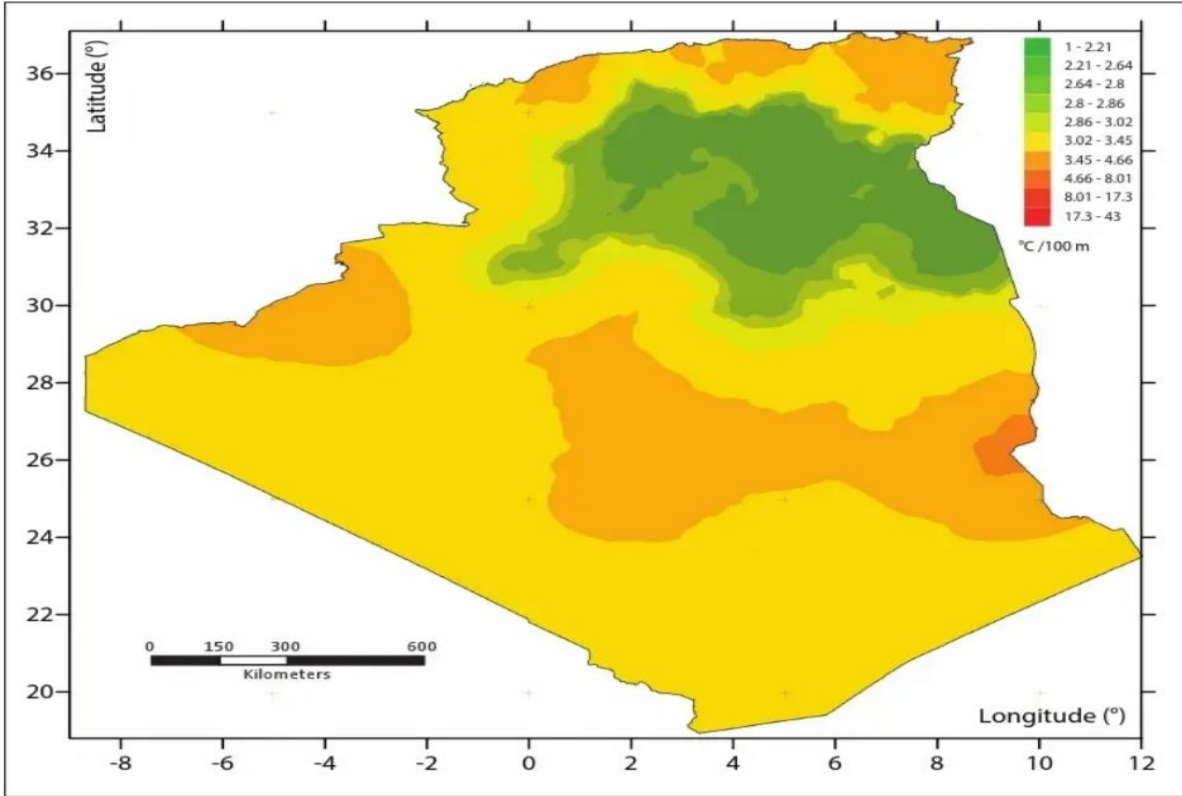 Latitude (°)
36
34
32
30
28
26
24
22
20
1 - 2.21
2.21 - 2.64
2.64 - 2.8
2.8 - 2.86
2.86 - 3.02
3.02 - 3.45
3.45 - 4.66
4.66 - 8.01
8.01 - 17.3
17.3 - 43
°C /100 m
0 150 300 600
Kilometers
Longitude (°)
-8 -6 -4 -2 0 2 4 6 8 10 12